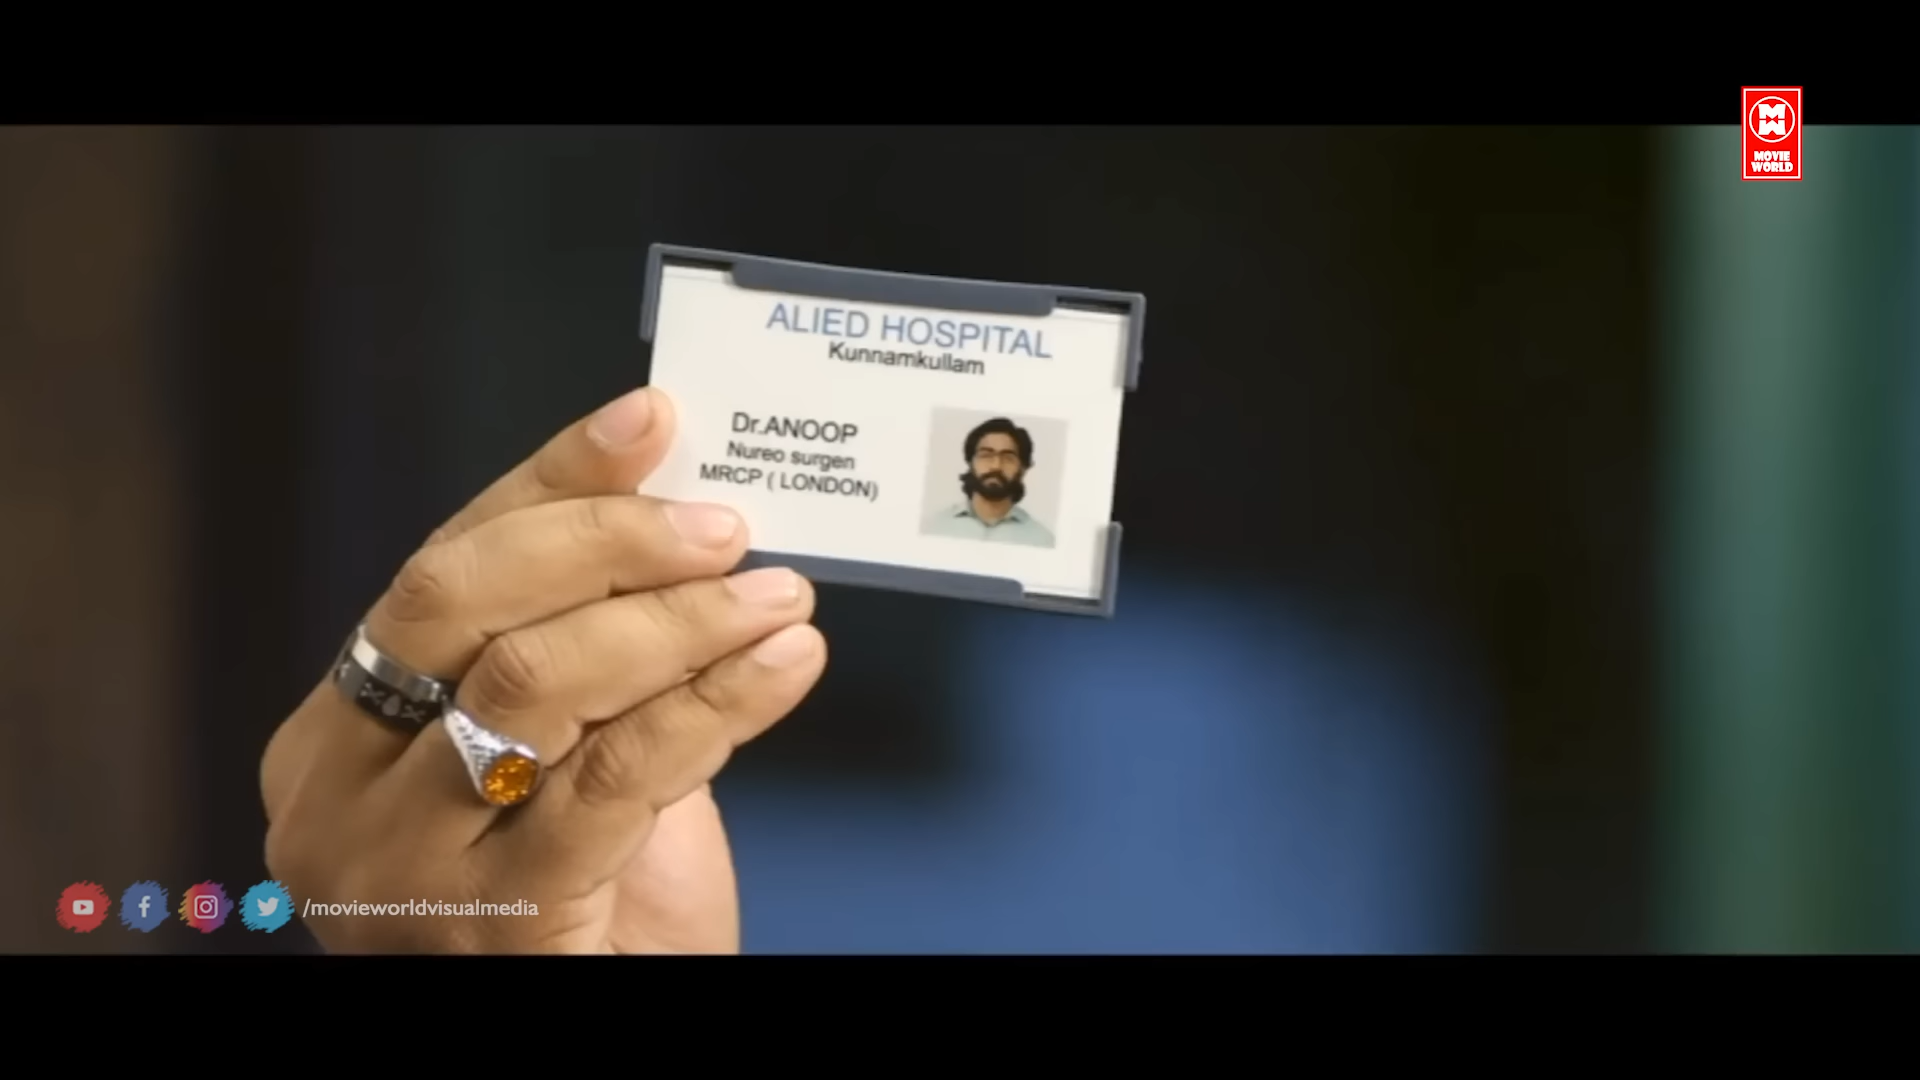 MOVIE
WORLD
ALIED HOSPITAL
Kunnamkullam
Dr.ANOOP
Nureo surgen
MRCP ( LONDON)
/movieworldvisualmedia